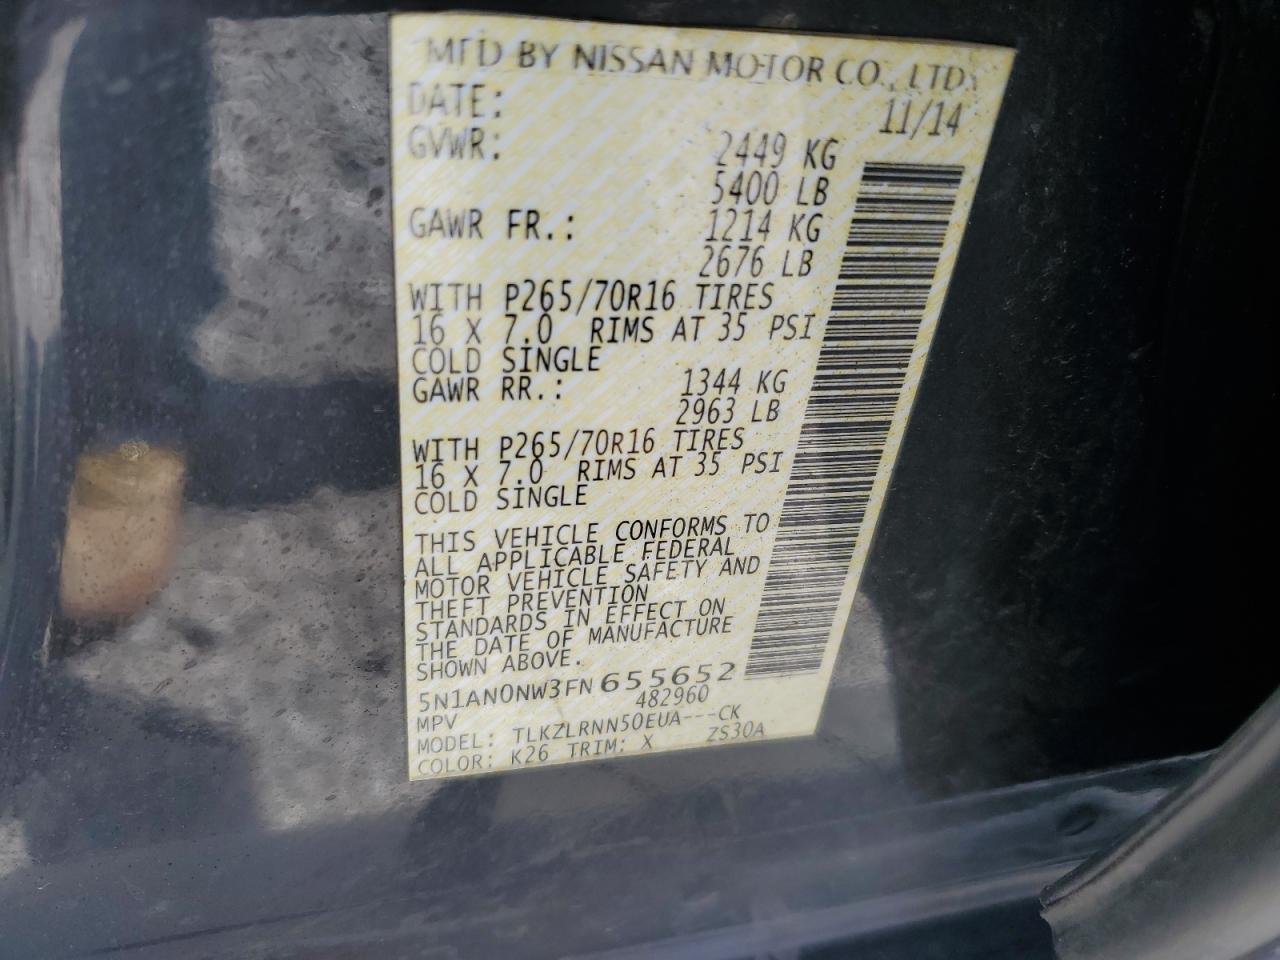 MFD BY NISSAN MOTOR CO., LTD.
DATE: 11/14
GVWR: 2449 KG
5400 LB
GAWR FR.: 1214 KG
2676 LB
WITH P265/70R16 TIRES
16 X 7.0 RIMS AT 35 PSI
COLD SINGLE
GAWR RR.: 1344 KG
2963 LB
WITH P265/70R16 TIRES
16 X 7.0 RIMS AT 35 PSI
COLD SINGLE
THIS VEHICLE CONFORMS TO
ALL APPLICABLE FEDERAL
MOTOR VEHICLE SAFETY AND
THEFT PREVENTION
STANDARDS IN EFFECT ON
THE DATE OF MANUFACTURE
SHOWN ABOVE.
5N1AN0NW3FN655652
MPV 482960
MODEL: TLKZLRNN50EUA---CK
COLOR: K26 TRIM: X ZS30A